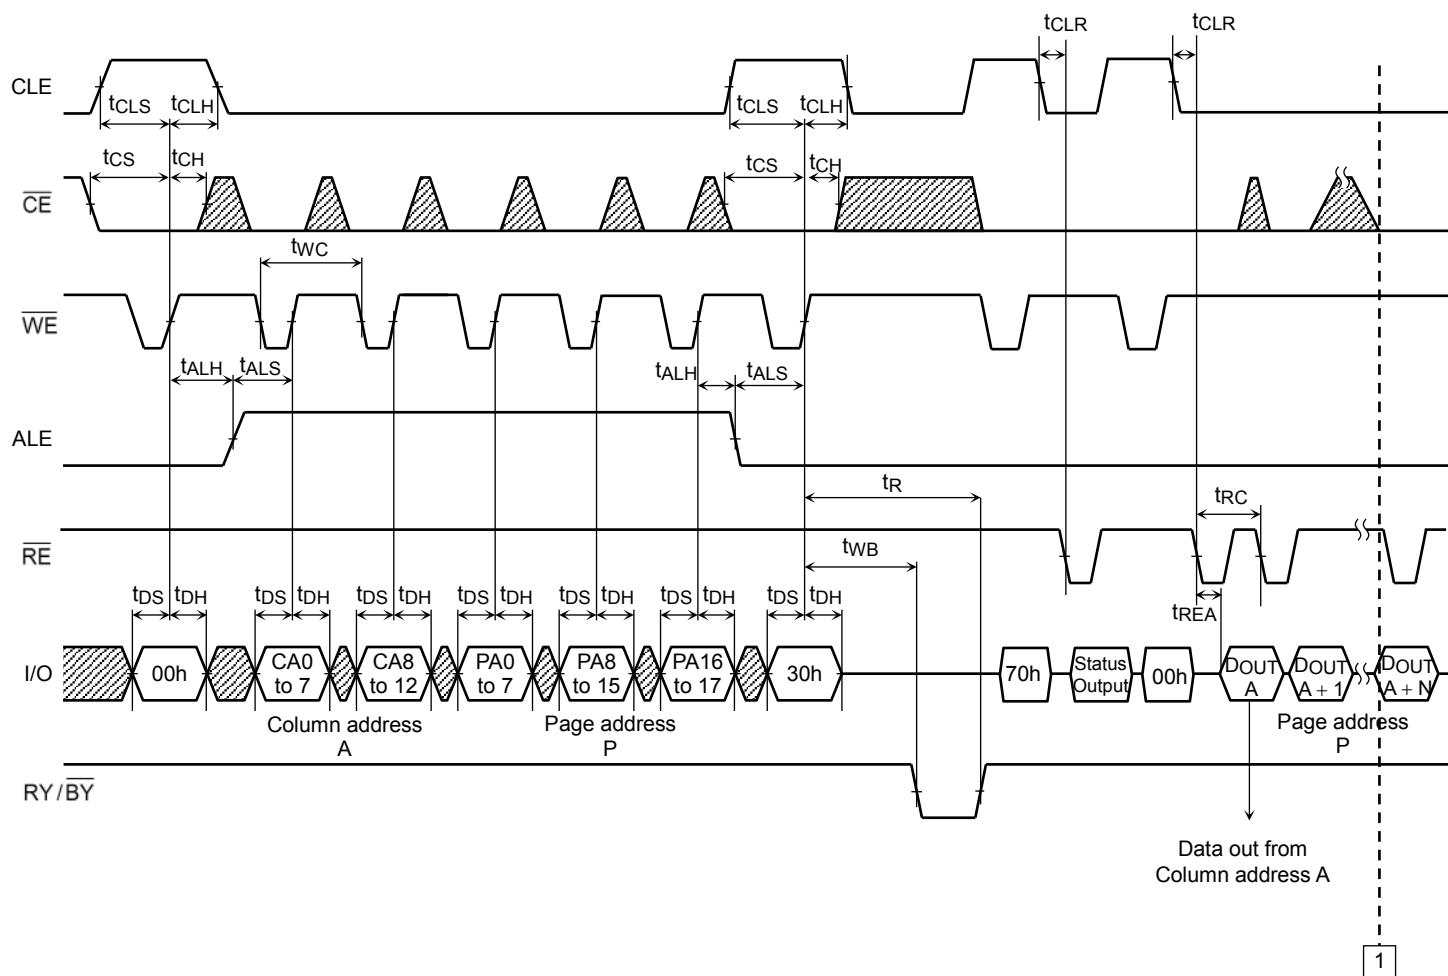 tCLR tCLR
CLE
tCLS tCLH tCLS tCLH
tCS tCH tCS tCH
CE
tWC
WE
tALH tALS tALH tALS
ALE
tR
tRC
RE
tWB
tDS tDH tDS tDH tDS tDH tDS tDH tDS tDH tDS tDH tDS tDH
tREA
I/O
00h
CA0
to 7
CA8
to 12
PA0
to 7
PA8
to 15
PA16
to 17
30h
70h
Status
Output
00h
DOUT
A
DOUT
A + 1
DOUT
A + N
Column address
A
Page address
P
Page address
P
RY/BY
Data out from
Column address A
1